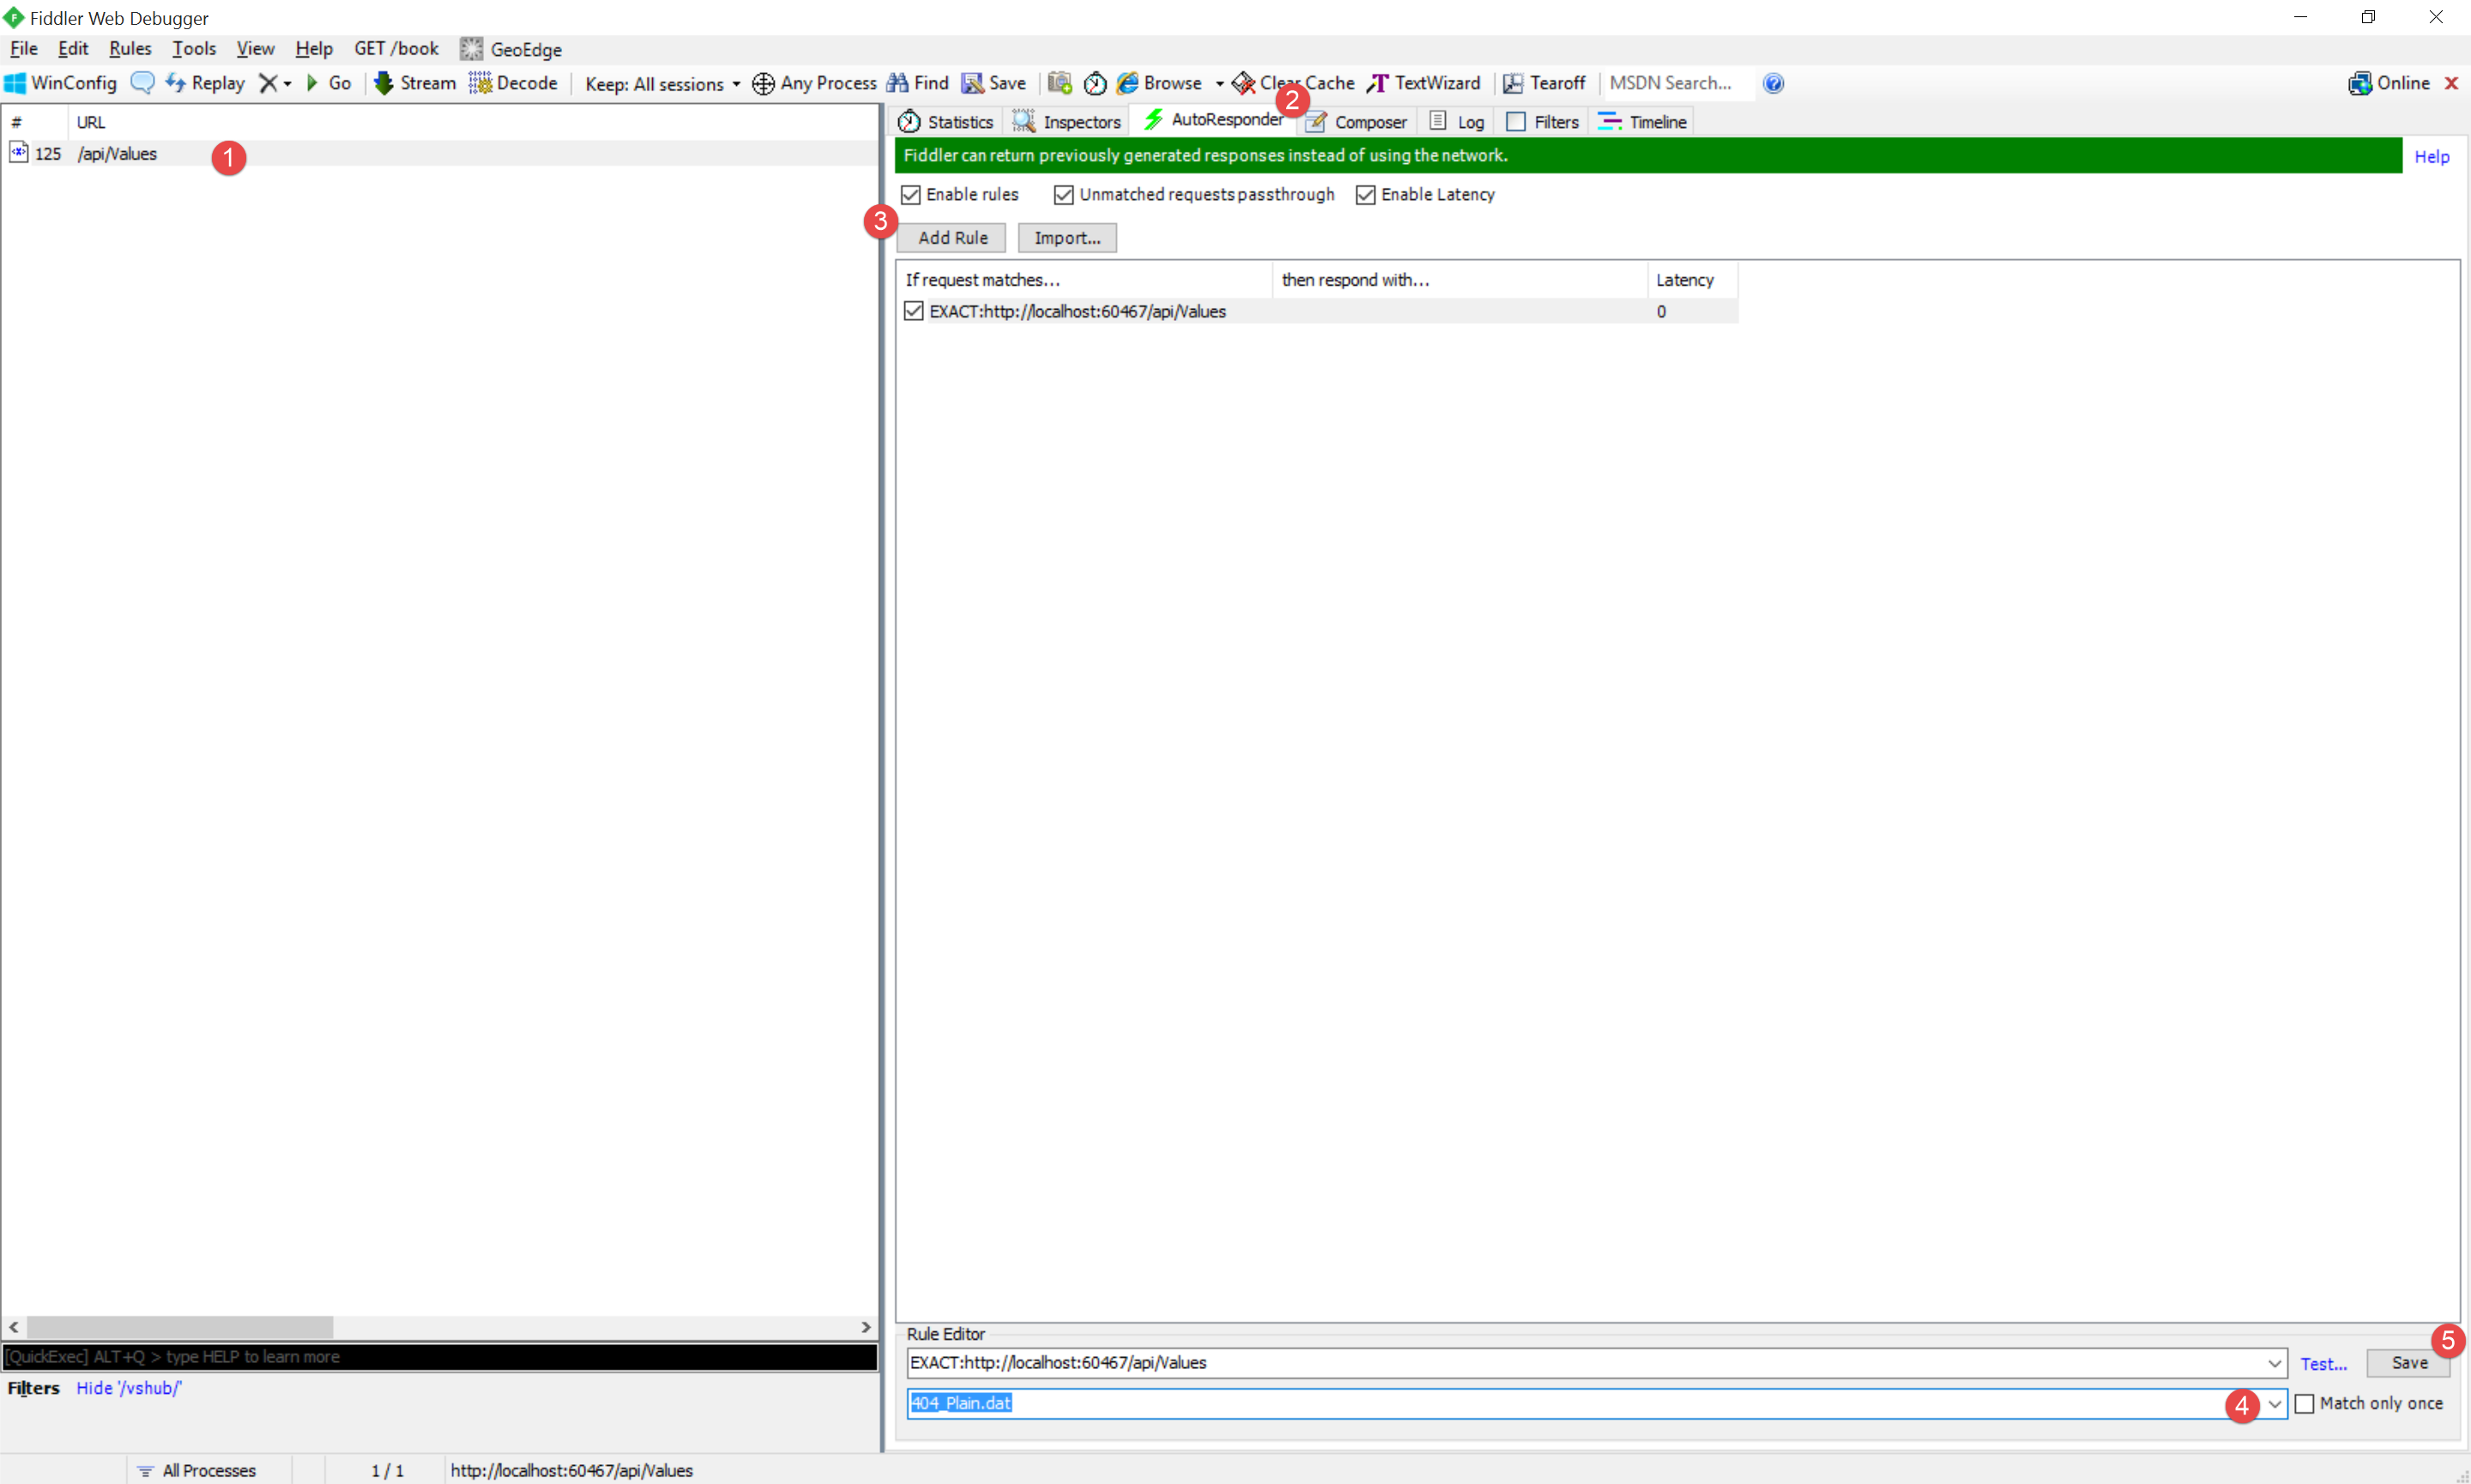 Fiddler Web Debugger
File Edit Rules Tools View Help GET /book GeoEdge
WinConfig Replay Go Stream Decode Keep: All sessions Any Process Find Save Browse Clear Cache TextWizard Tearoff MSDN Search... Online
# URL
125 /api/Values 1
2
Statistics Inspectors AutoResponder Composer Log Filters Timeline
Fiddler can return previously generated responses instead of using the network. Help
Enable rules Unmatched requests passthrough Enable Latency
3
Add Rule Import...
If request matches... then respond with... Latency
EXACT:http://localhost:60467/api/Values 0
[QuickExec] ALT+Q > type HELP to learn more
Filters Hide '/vshub/'
Rule Editor
5
EXACT:http://localhost:60467/api/Values Test... Save
404_Plain.dat 4 Match only once
All Processes 1 / 1 http://localhost:60467/api/Values